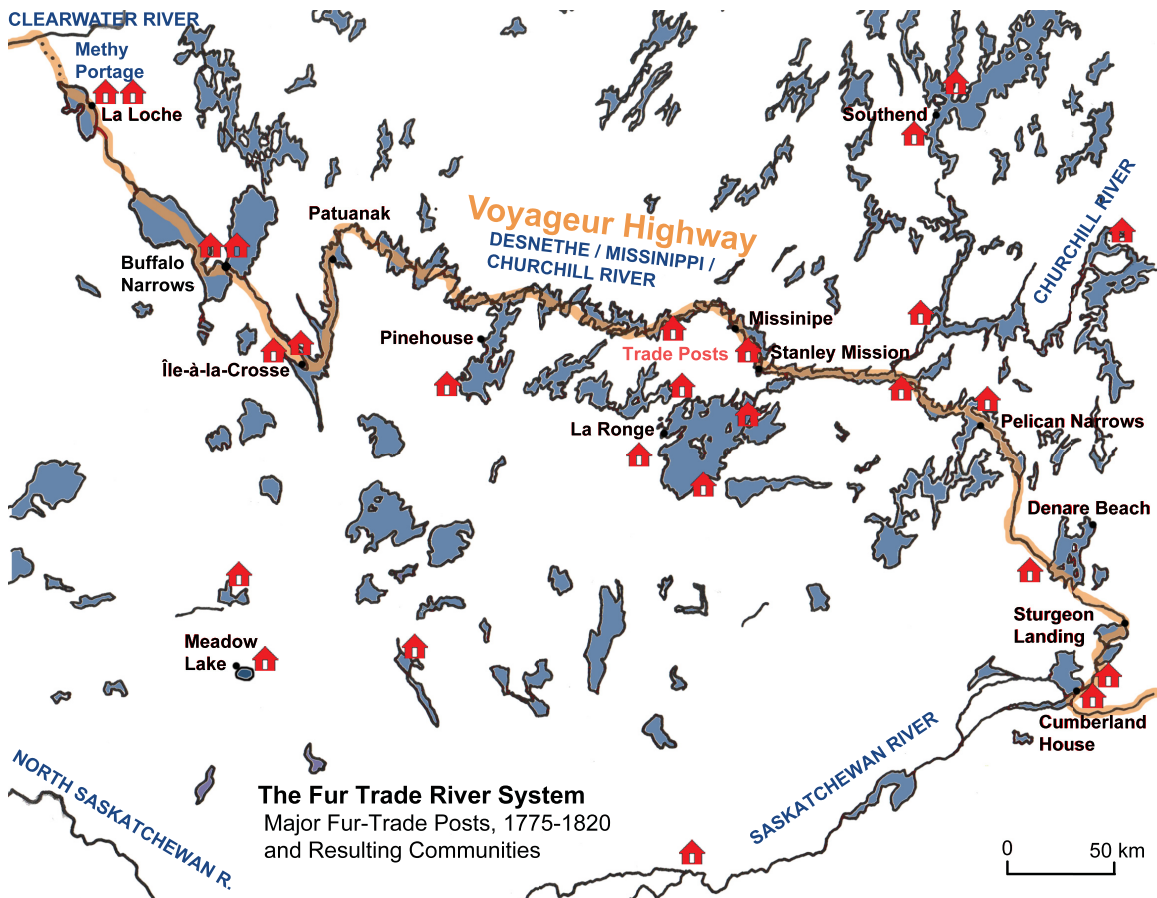 CLEARWATER RIVER
Methy
Portage
La Loche
Southend
Patuanak
Voyageur Highway
DESNETHE / MISSINIPPI /
CHURCHILL RIVER
CHURCHILL RIVER
Buffalo
Narrows
Missinipe
Pinehouse
Trade Posts
Stanley Mission
Île-à-la-Crosse
La Ronge
Pelican Narrows
Denare Beach
Sturgeon
Landing
Meadow
Lake
Cumberland
House
NORTH SASKATCHEWAN R.
SASKATCHEWAN RIVER
The Fur Trade River System
Major Fur-Trade Posts, 1775-1820
and Resulting Communities
0 50 km